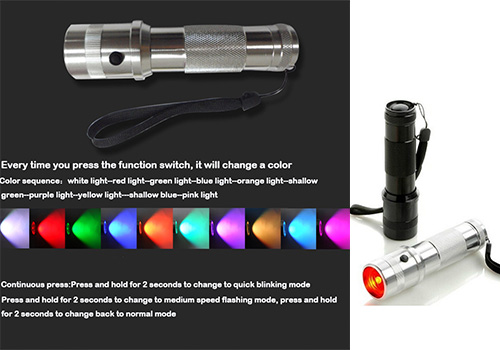 Every time you press the function switch, it will change a color
Color sequence：white light--red light--green light--blue light--orange light--shallow
green--purple light--yellow light---shallow blue--pink light
Continuous press:Press and hold for 2 seconds to change to quick blinking mode
Press and hold for 2 seconds to change to medium speed flashing mode, press and hold
for 2 seconds to change back to normal mode